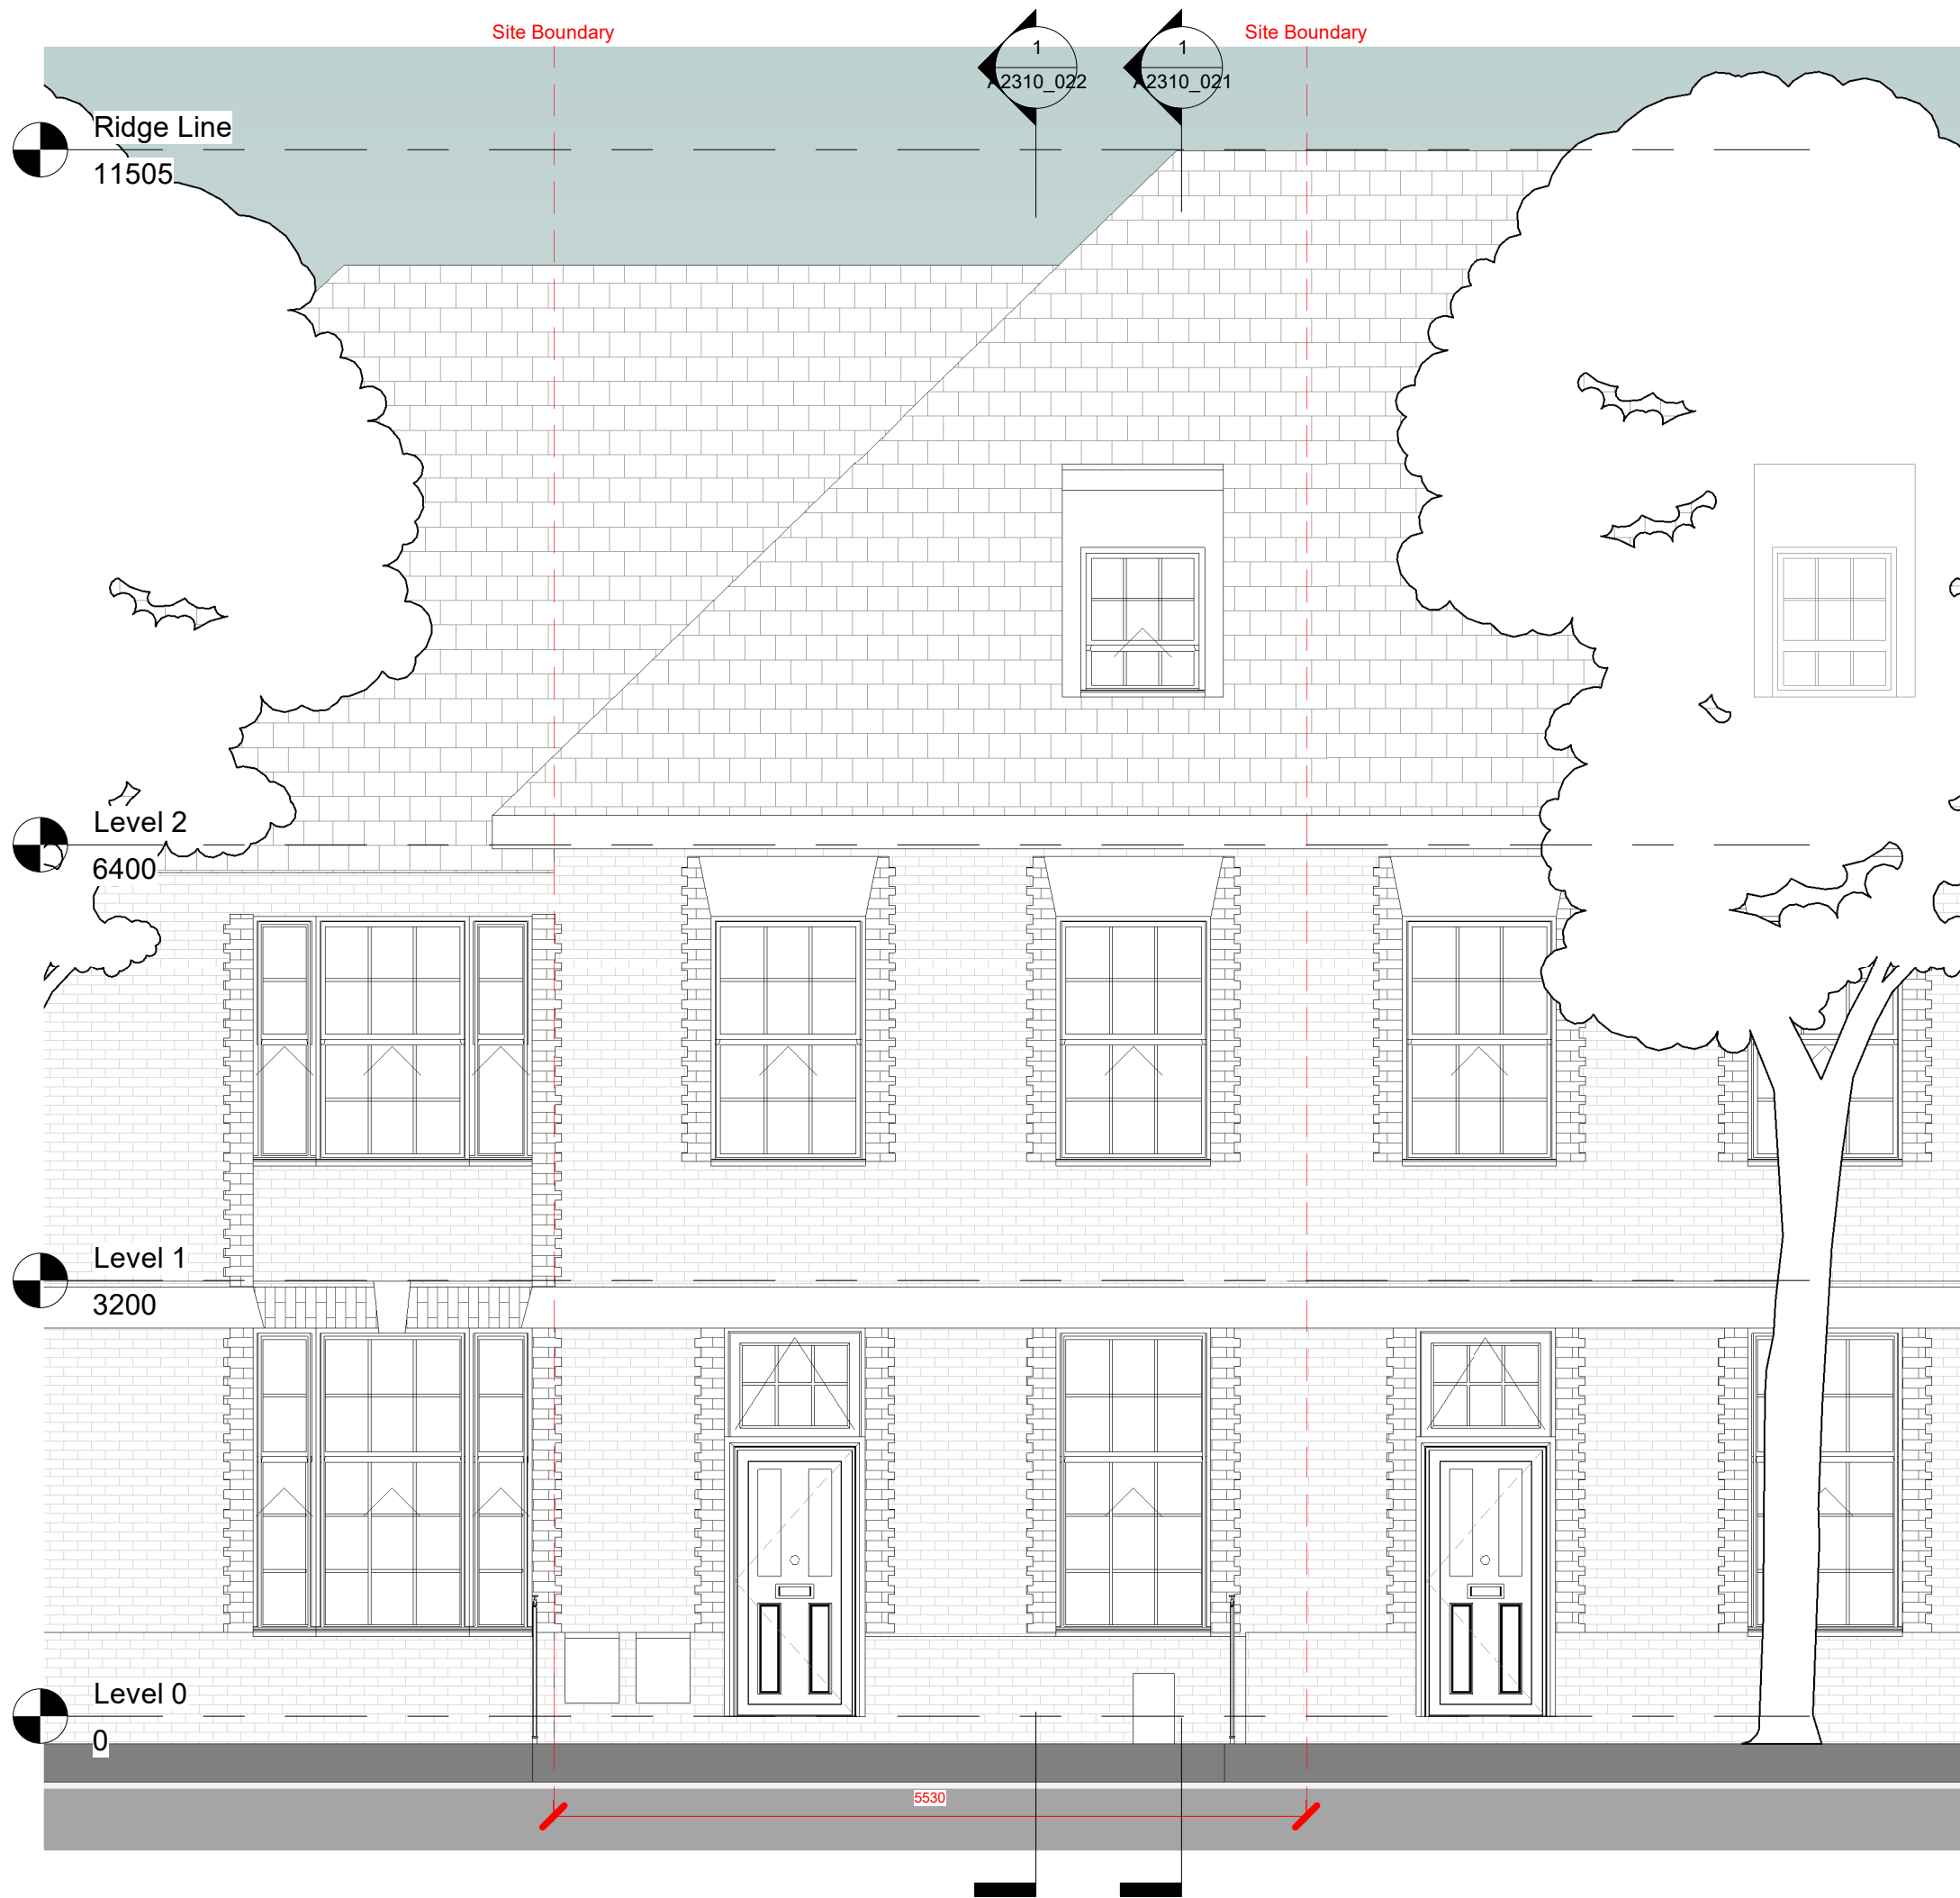 Site Boundary
Site Boundary
1
A2310_022
1
A2310_021
Ridge Line
11505
Level 2
6400
Level 1
3200
Level 0
0
5530